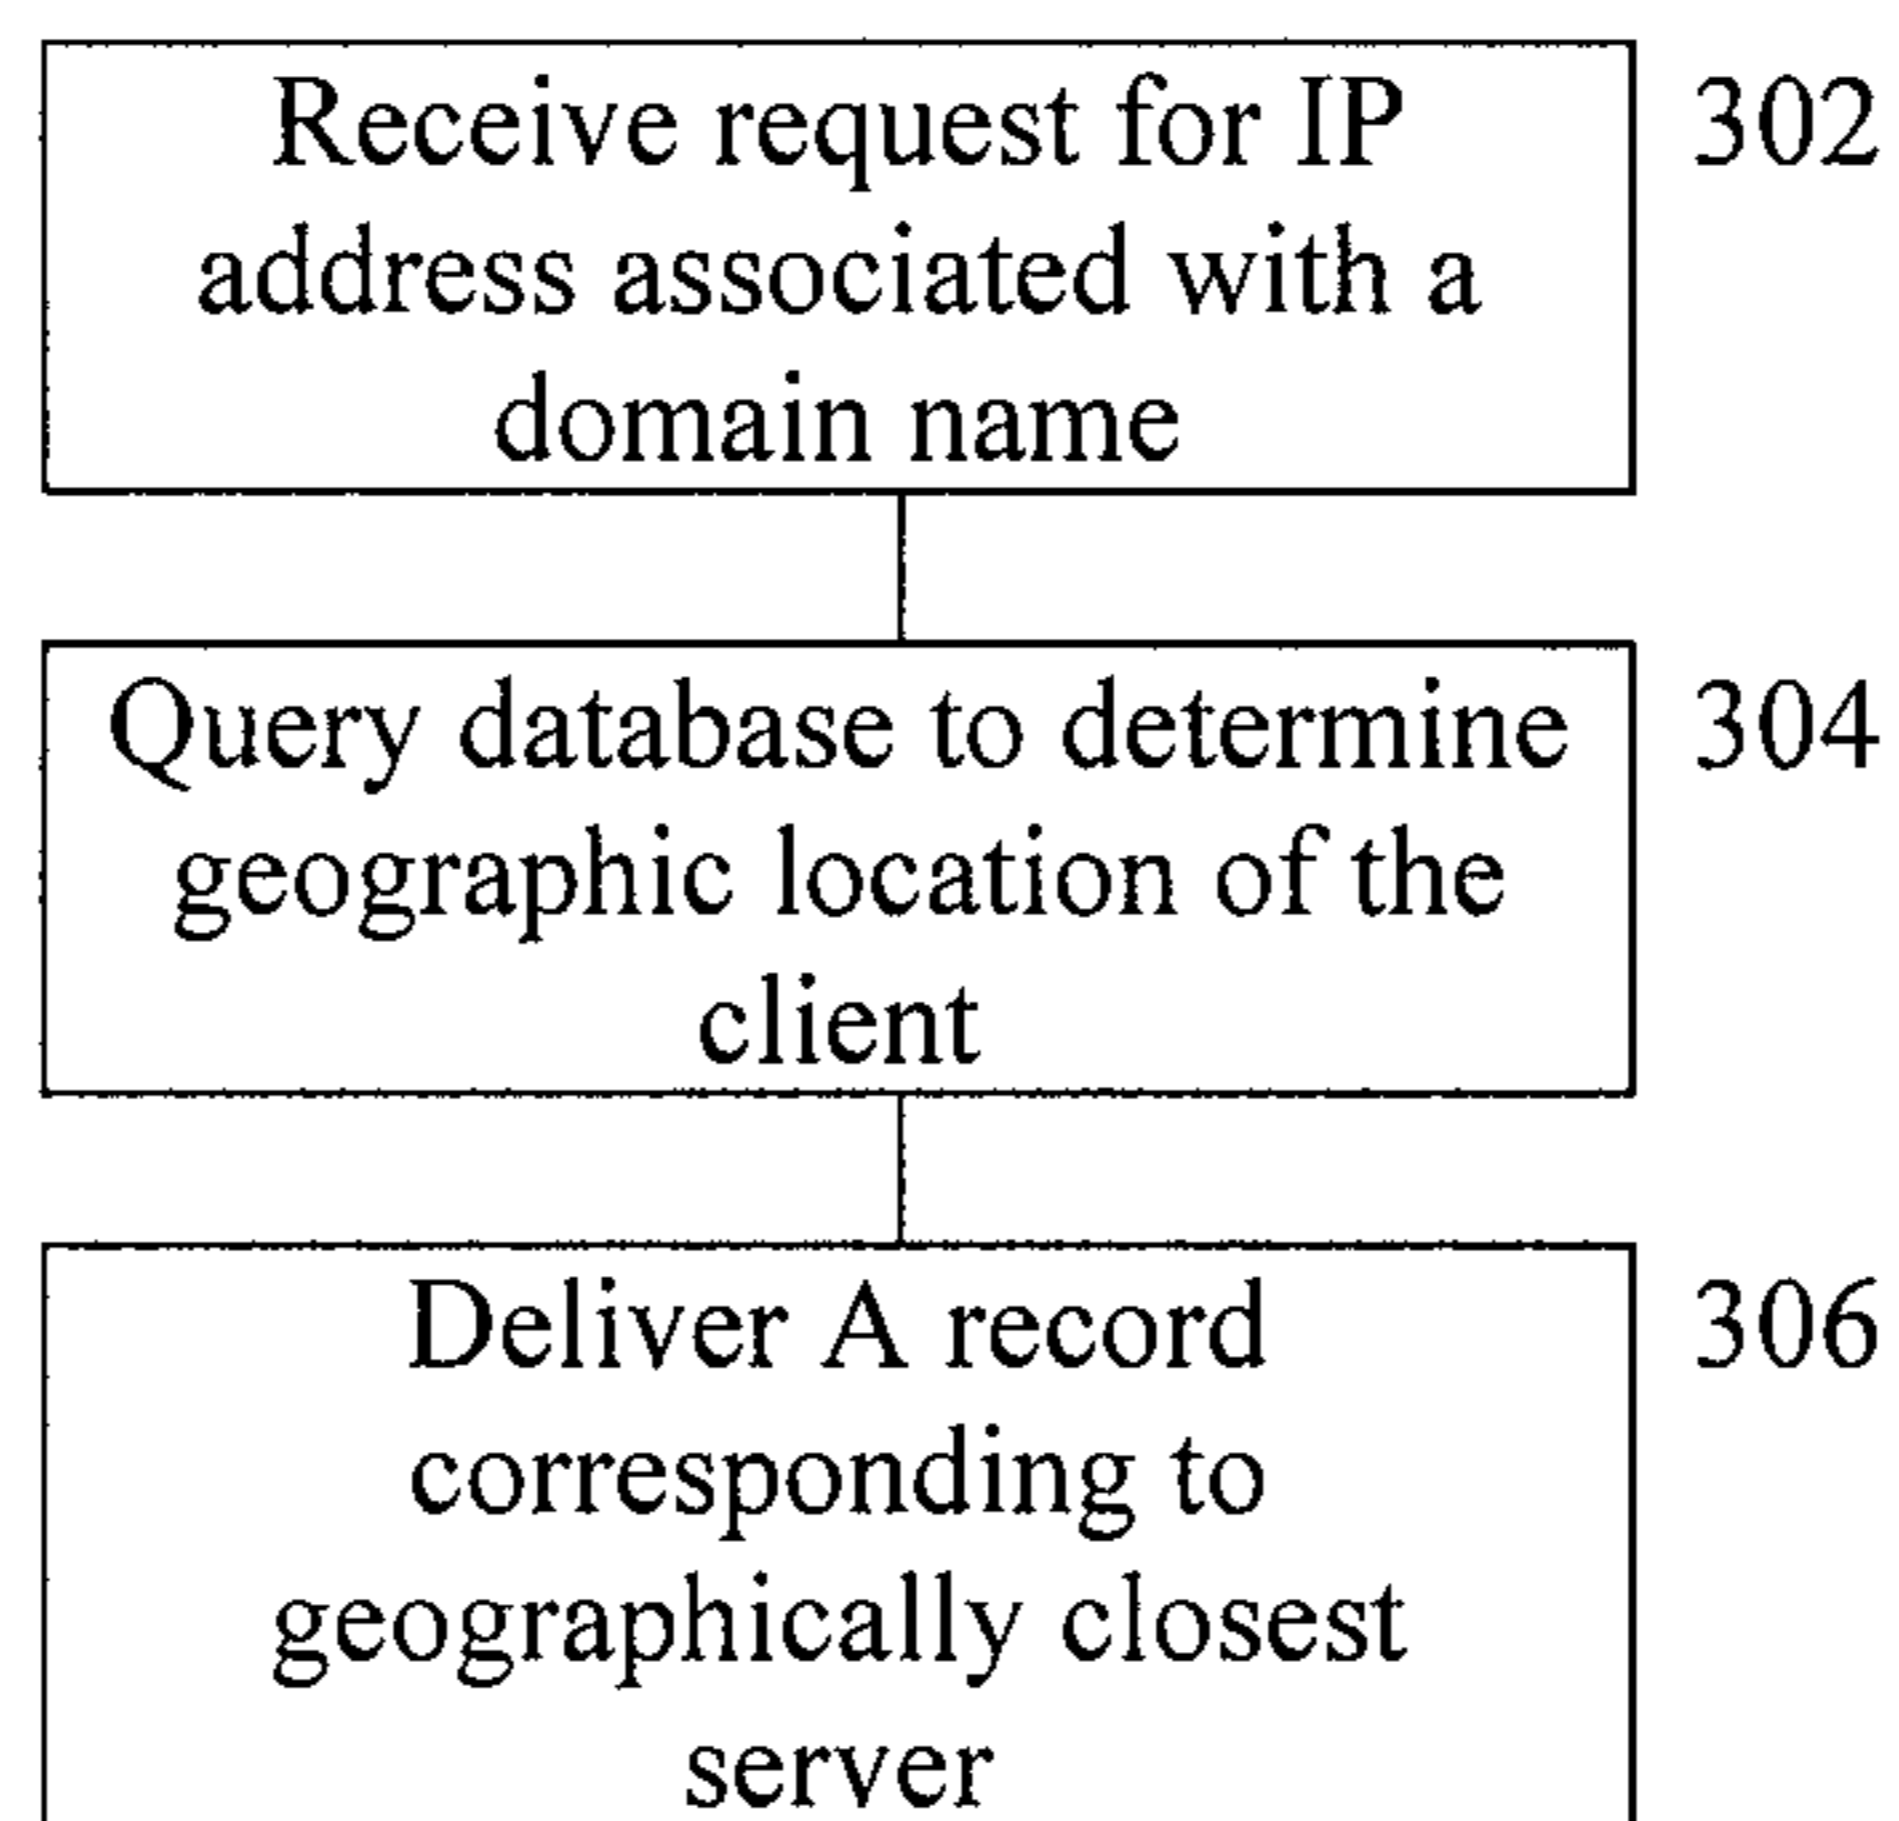 Receive request for IP 302
address associated with a
domain name
Query database to determine 304
geographic location of the
client
Deliver A record 306
corresponding to
geographically closest
server